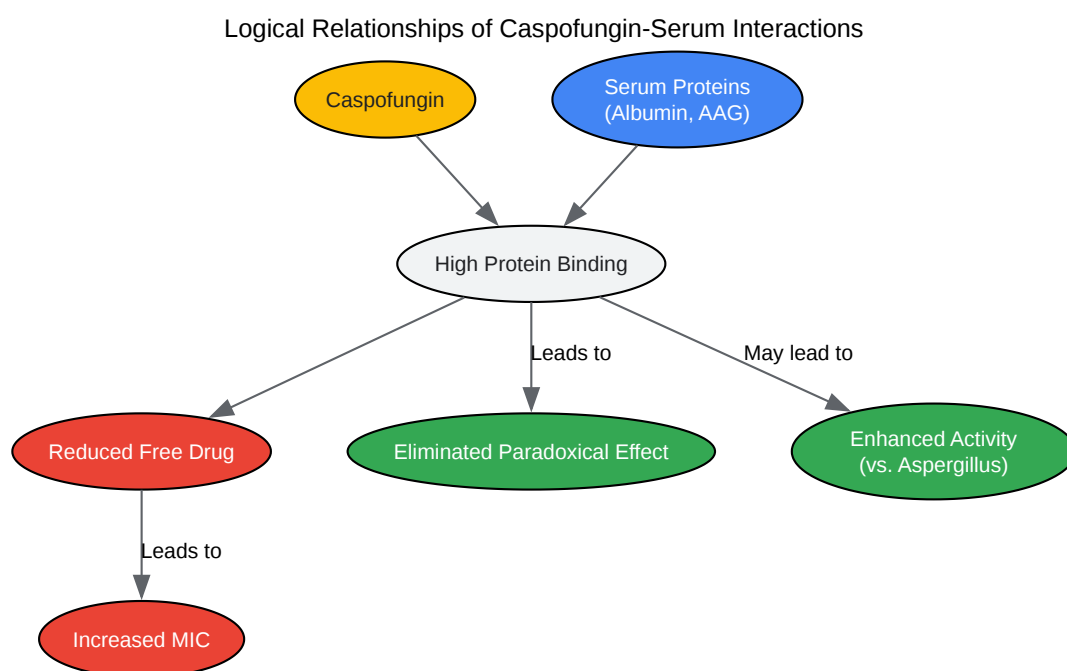 Logical Relationships of Caspofungin-Serum Interactions
Caspofungin
Serum Proteins
(Albumin, AAG)
High Protein Binding
Leads to
May lead to
Reduced Free Drug
Eliminated Paradoxical Effect
Enhanced Activity
(vs. Aspergillus)
Leads to
Increased MIC